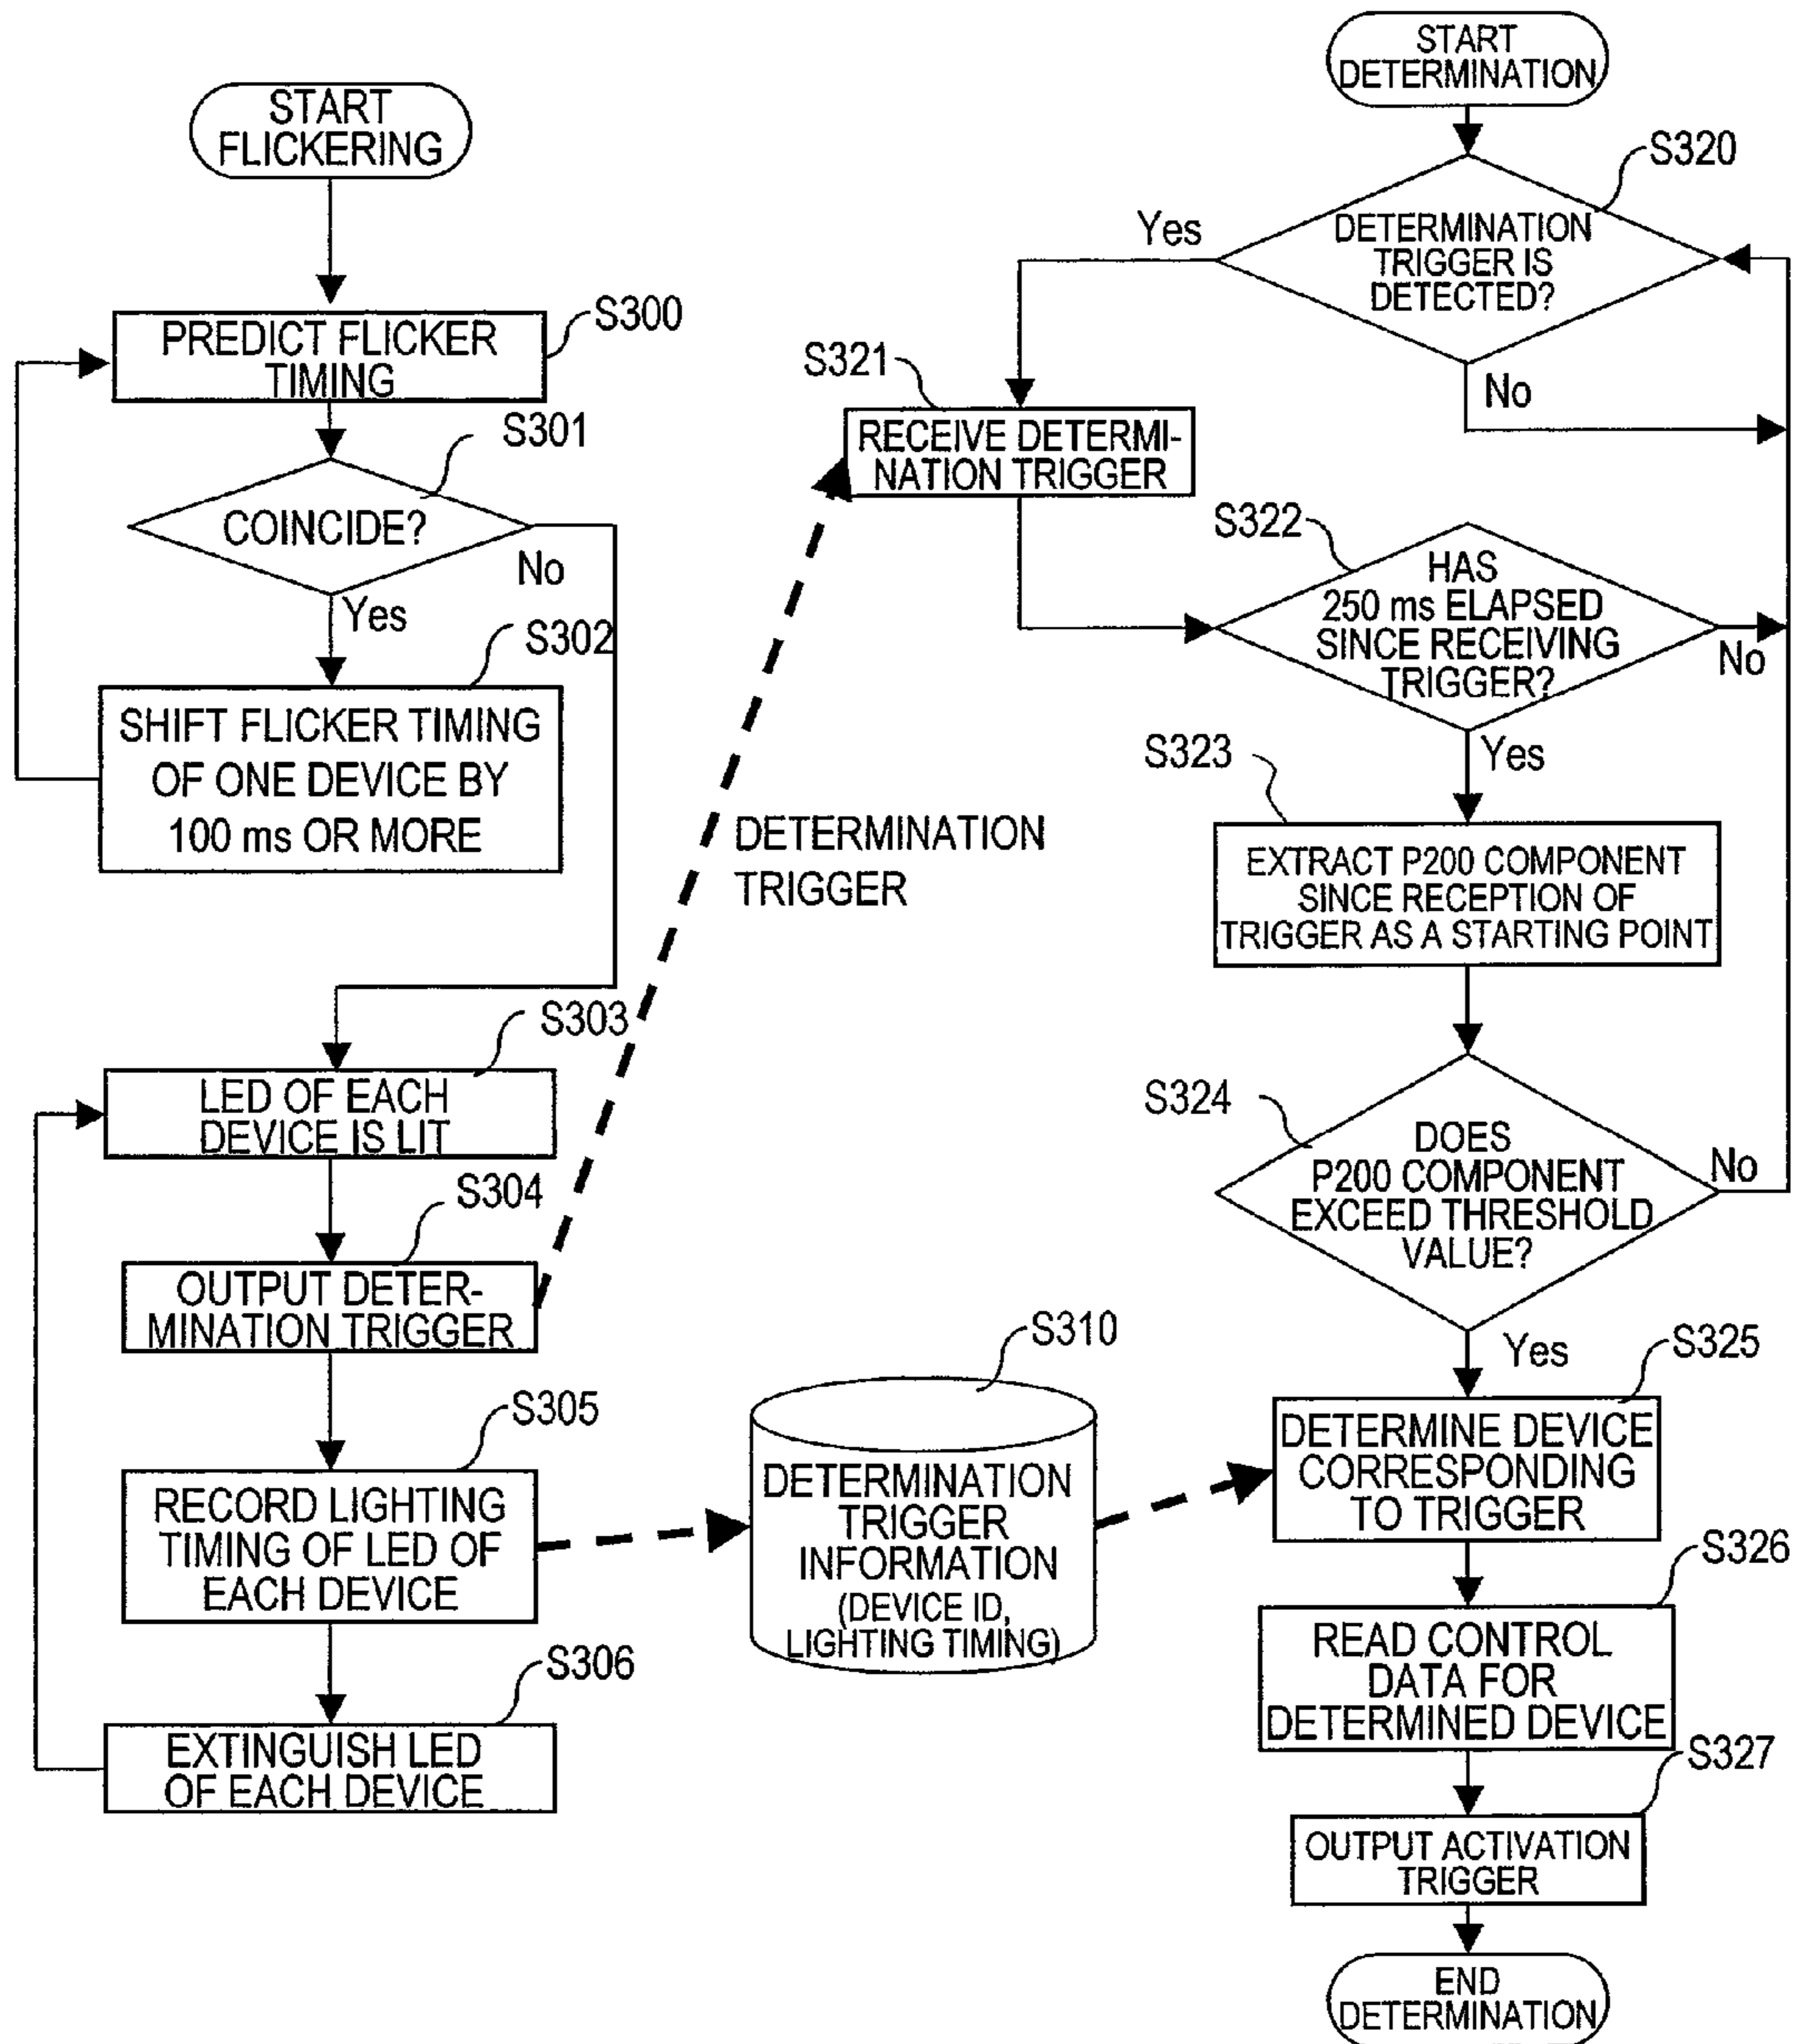 START
FLICKERING
S300
PREDICT FLICKER
TIMING
S301
COINCIDE?
No
Yes
S302
SHIFT FLICKER TIMING
OF ONE DEVICE BY
100 ms OR MORE
S303
LED OF EACH
DEVICE IS LIT
S304
OUTPUT DETER-
MINATION TRIGGER
S305
RECORD LIGHTING
TIMING OF LED OF
EACH DEVICE
S306
EXTINGUISH LED
OF EACH DEVICE
DETERMINATION
TRIGGER
S310
DETERMINATION
TRIGGER
INFORMATION
(DEVICE ID,
LIGHTING TIMING)
START
DETERMINATION
S320
DETERMINATION
TRIGGER IS
DETECTED?
Yes
No
S321
RECEIVE DETERMI-
NATION TRIGGER
S322
HAS
250 ms ELAPSED
SINCE RECEIVING
TRIGGER?
No
Yes
S323
EXTRACT P200 COMPONENT
SINCE RECEPTION OF
TRIGGER AS A STARTING POINT
S324
DOES
P200 COMPONENT
EXCEED THRESHOLD
VALUE?
No
Yes
S325
DETERMINE DEVICE
CORRESPONDING
TO TRIGGER
S326
READ CONTROL
DATA FOR
DETERMINED DEVICE
S327
OUTPUT ACTIVATION
TRIGGER
END
DETERMINATION